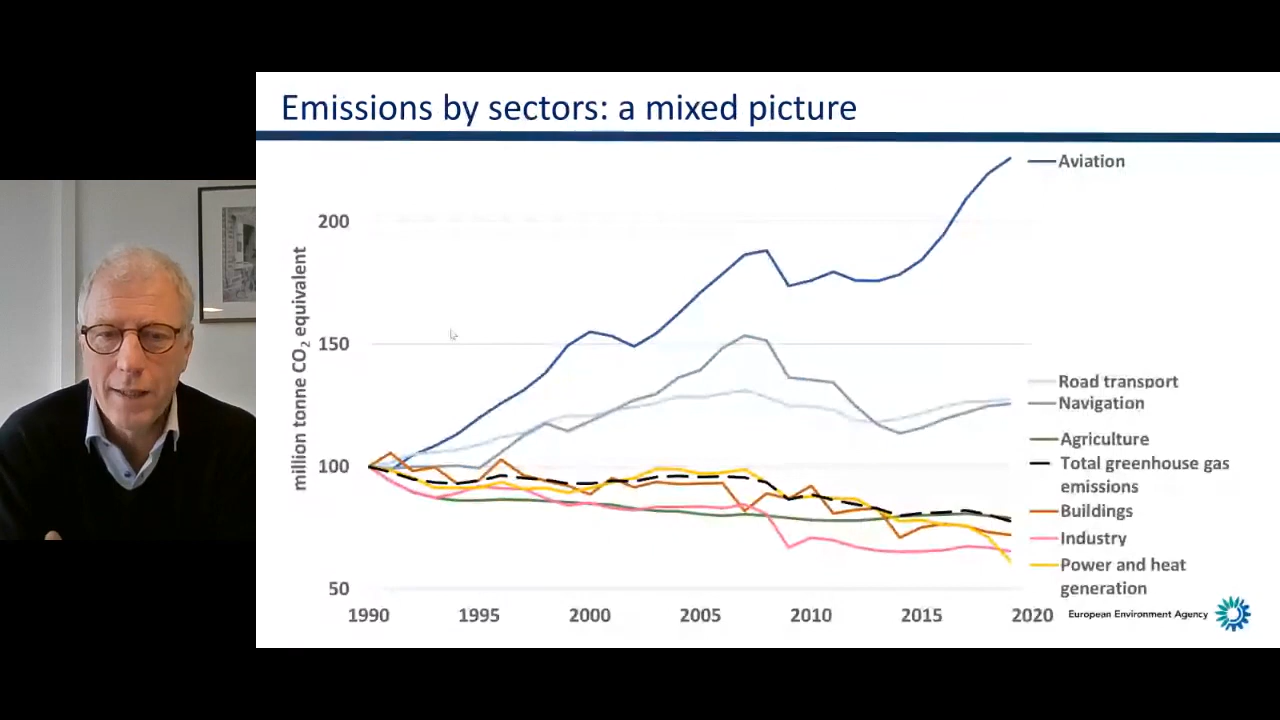 Emissions by sectors: a mixed picture
million tonne CO₂ equivalent
200
150
100
50
1990
1995
2000
2005
2010
2015
2020
Aviation
Road transport
Navigation
Agriculture
Total greenhouse gas
emissions
Buildings
Industry
Power and heat
generation
European Environment Agency